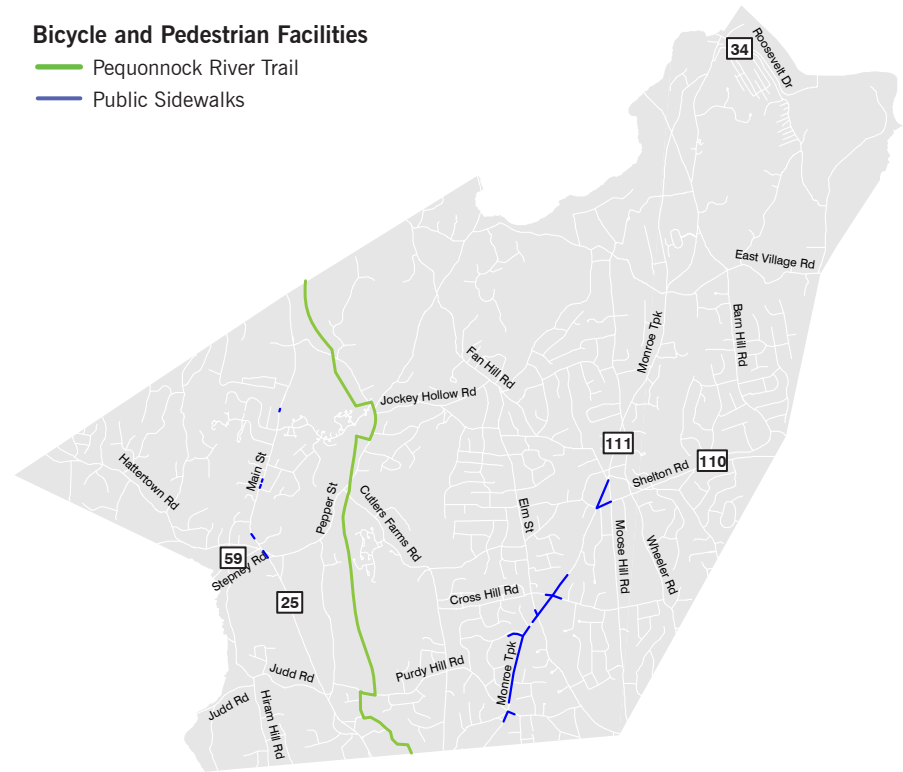 Bicycle and Pedestrian Facilities
Pequonnock River Trail
Public Sidewalks
34
Roosevelt Dr
East Village Rd
Barn Hill Rd
Monroe Tpk
Fan Hill Rd
Jockey Hollow Rd
111
110
Shelton Rd
Hattertown Rd
Main St
Pepper St
Cutlers Farms Rd
Elm St
Moose Hill Rd
Wheeler Rd
59
Stepney Rd
25
Cross Hill Rd
Purdy Hill Rd
Monroe Tpk
Judd Rd
Judd Rd
Hiram Hill Rd